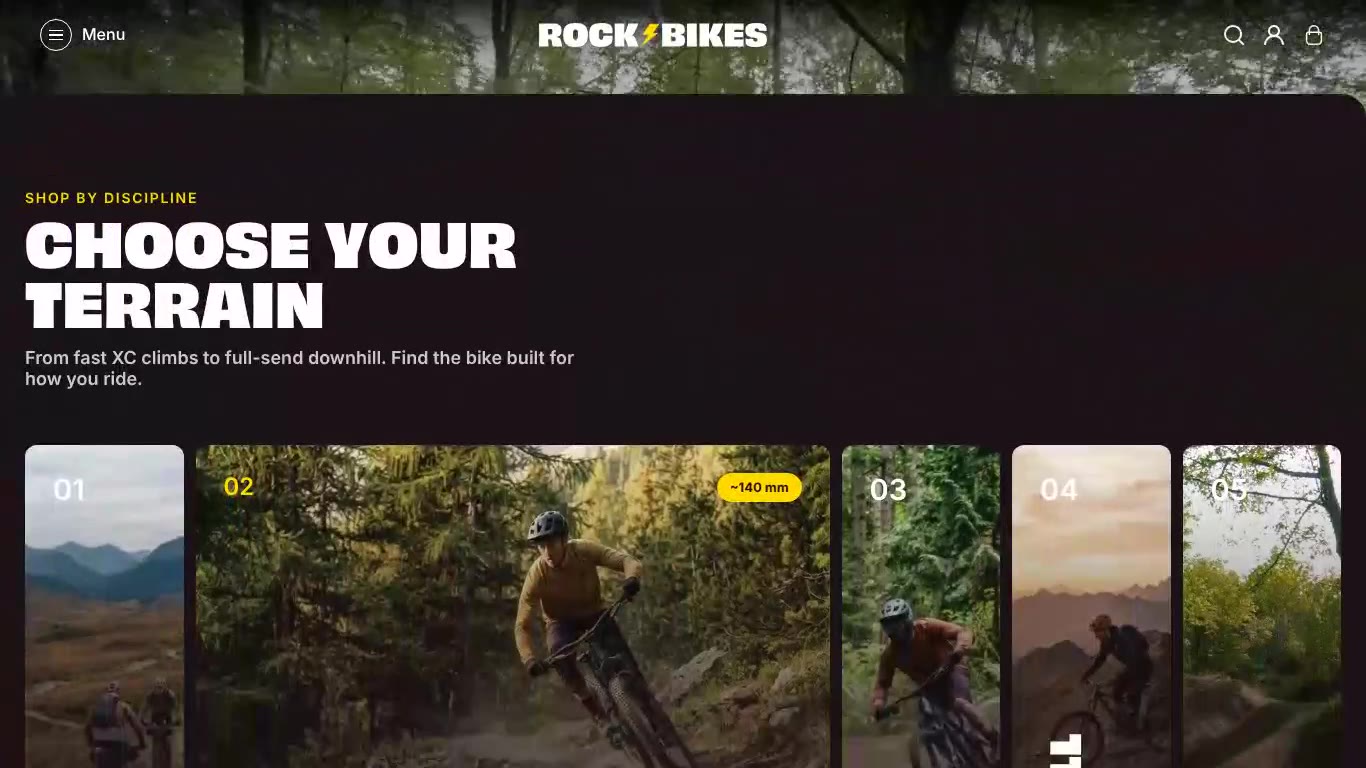 Menu
ROCK BIKES
SHOP BY DISCIPLINE
CHOOSE YOUR
TERRAIN
From fast XC climbs to full-send downhill. Find the bike built for
how you ride.
01
02
~140 mm
03
04
05